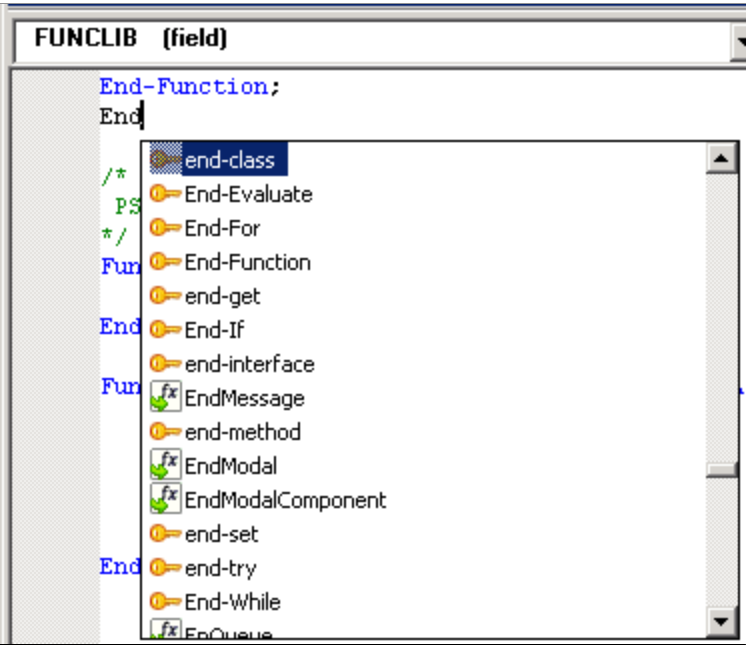 FUNCLIB (field)
End-Function;
End
/*
PS
*/
Fun
End
Fun
End
end-class
End-Evaluate
End-For
End-Function
end-get
End-If
end-interface
EndMessage
end-method
EndModal
EndModalComponent
end-set
end-try
End-While
EnQueue